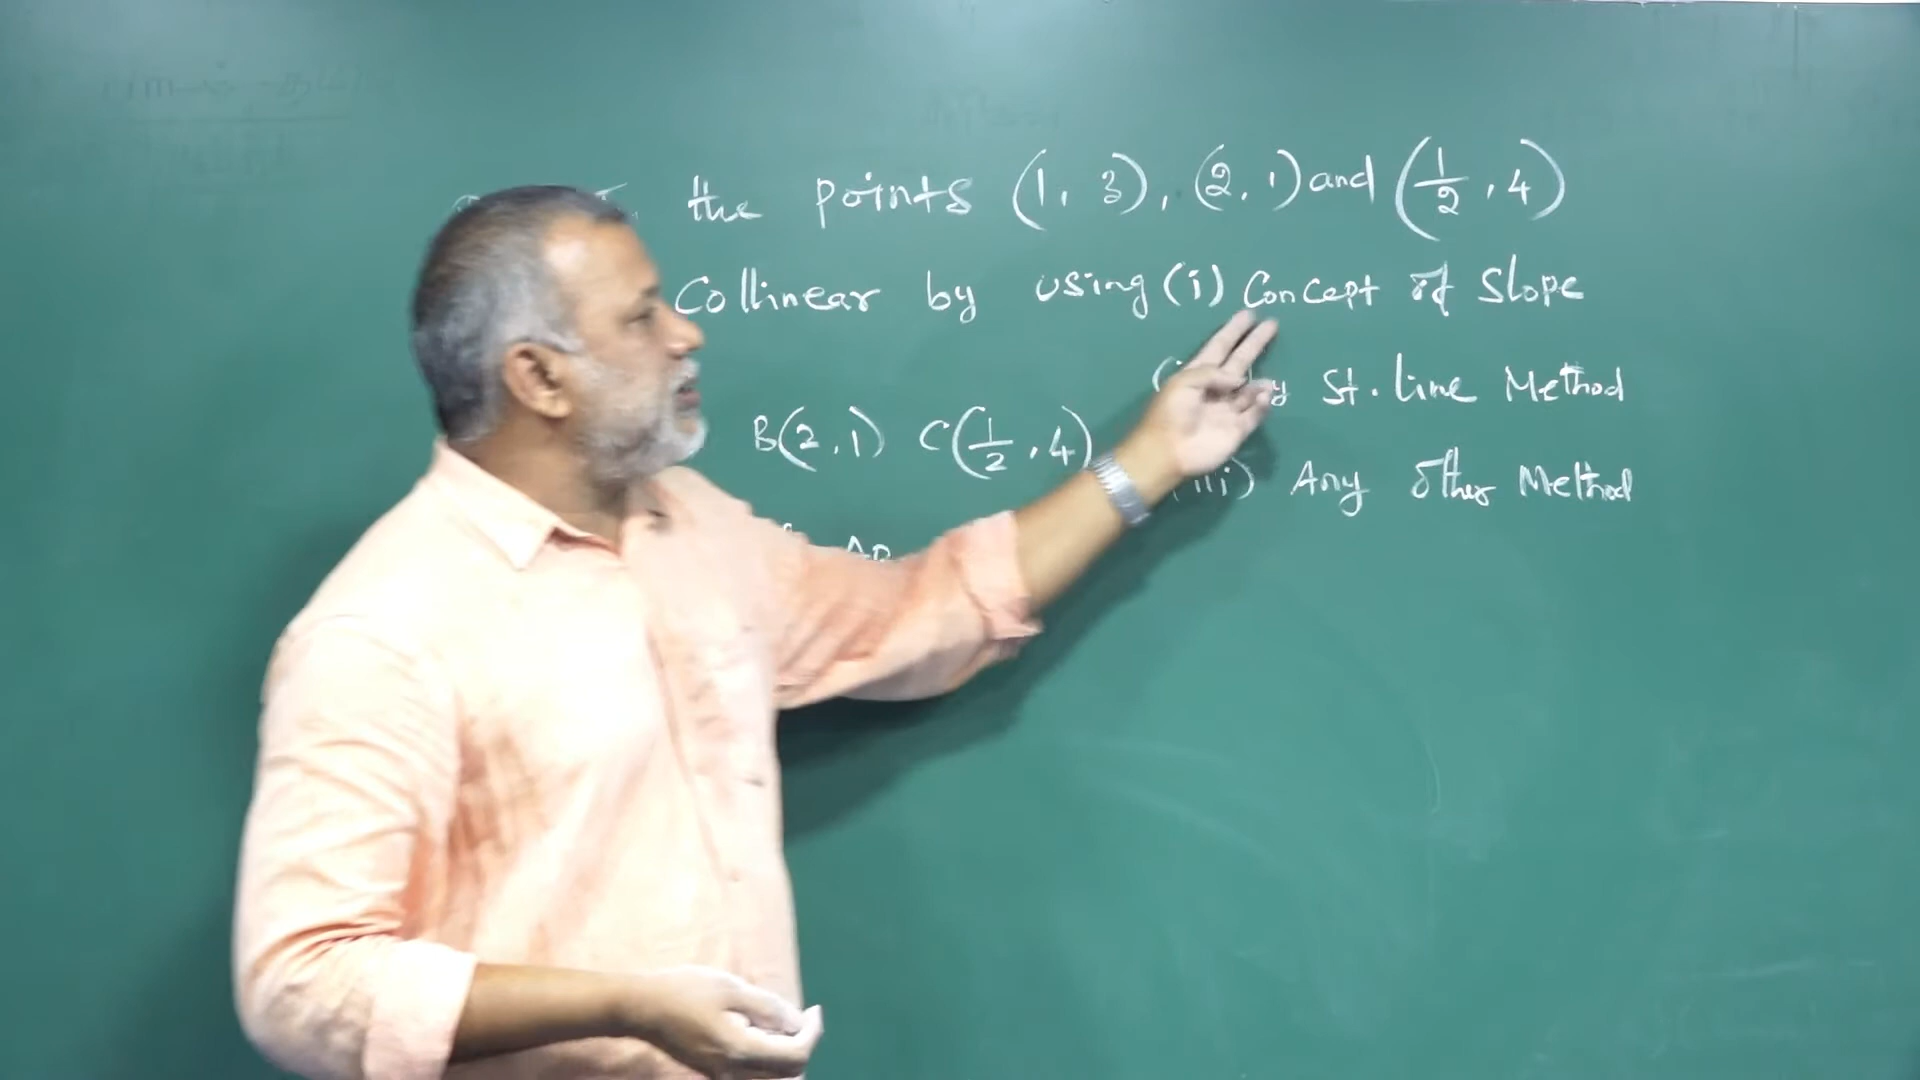 the points (1, 3), (2, 1) and (1/2, 4)
Collinear by using (i) Concept of Slope
St. line Method
B(2, 1) C(1/2, 4)
(iii) Any other Method